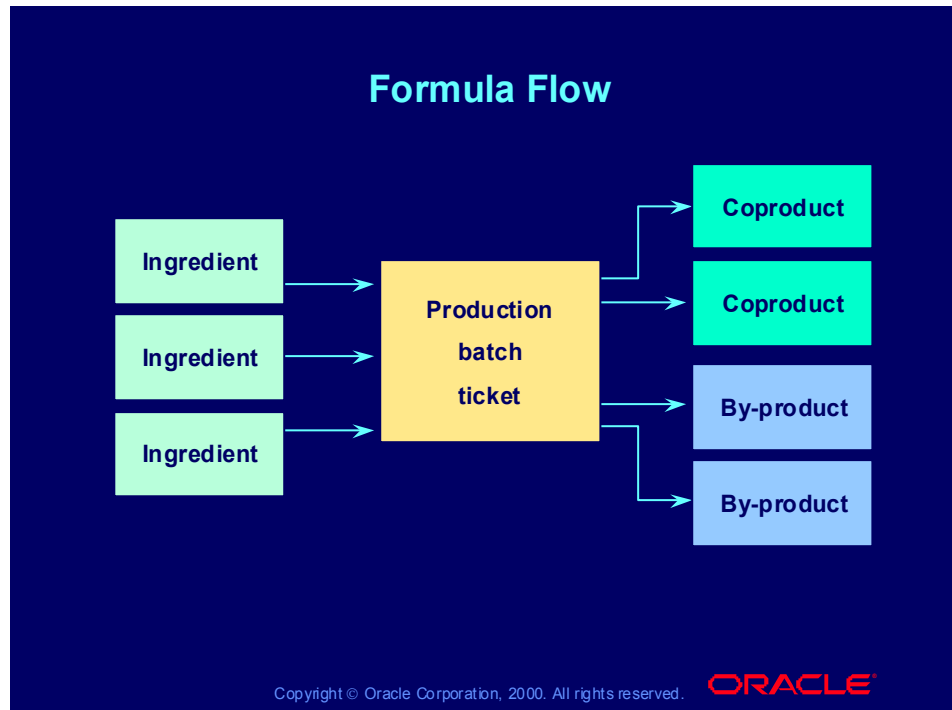 Formula Flow
Ingredient
Ingredient
Ingredient
Production
batch
ticket
Coproduct
Coproduct
By-product
By-product
Copyright © Oracle Corporation, 2000. All rights reserved.
ORACLE®